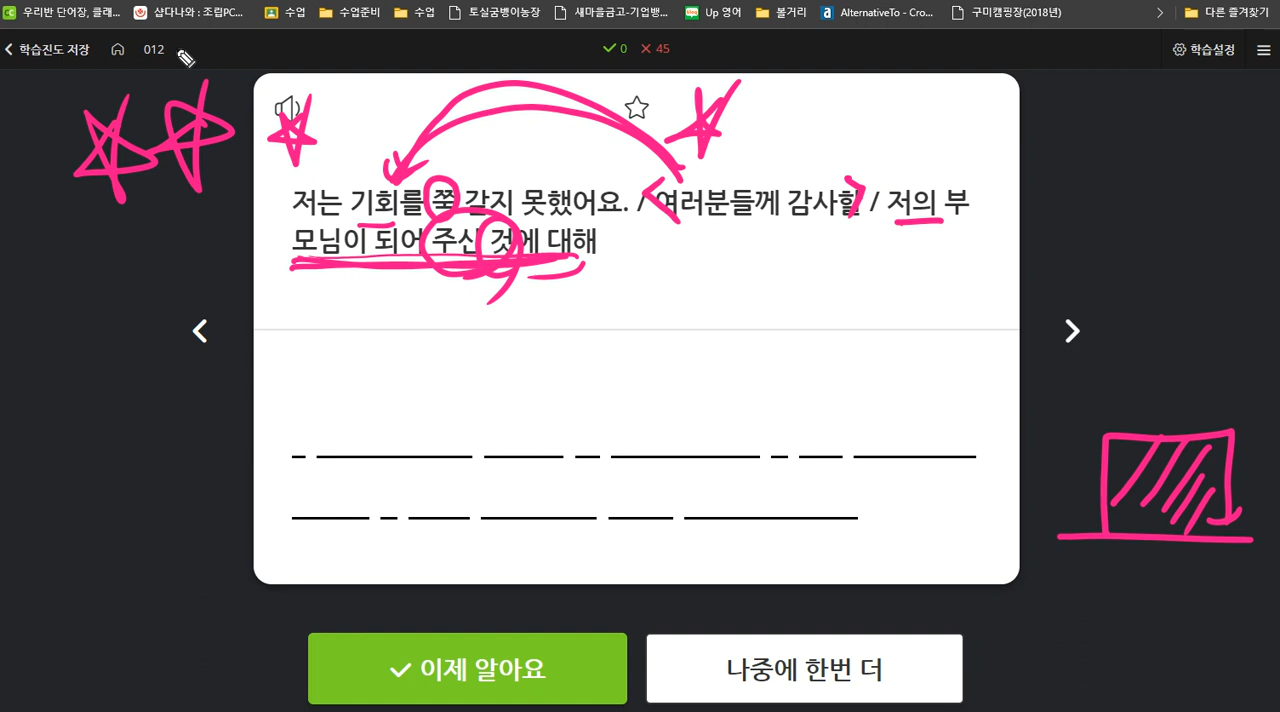 우리반 단어장, 클래... 샵다나와 : 조립PC... 수업 수업준비 수업 토실굼벵이농장 새마을금고-기업뱅... Up 영어 볼거리 AlternativeTo - Cro... 구미캠핑장(2018년) 다른 즐겨찾기
학습진도 저장 012 0 45 학습설정
저는 기회를 쭉 갖지 못했어요. / 여러분들께 감사할 / 저의 부
모님이 되어 주신 것에 대해
이제 알아요 나중에 한번 더